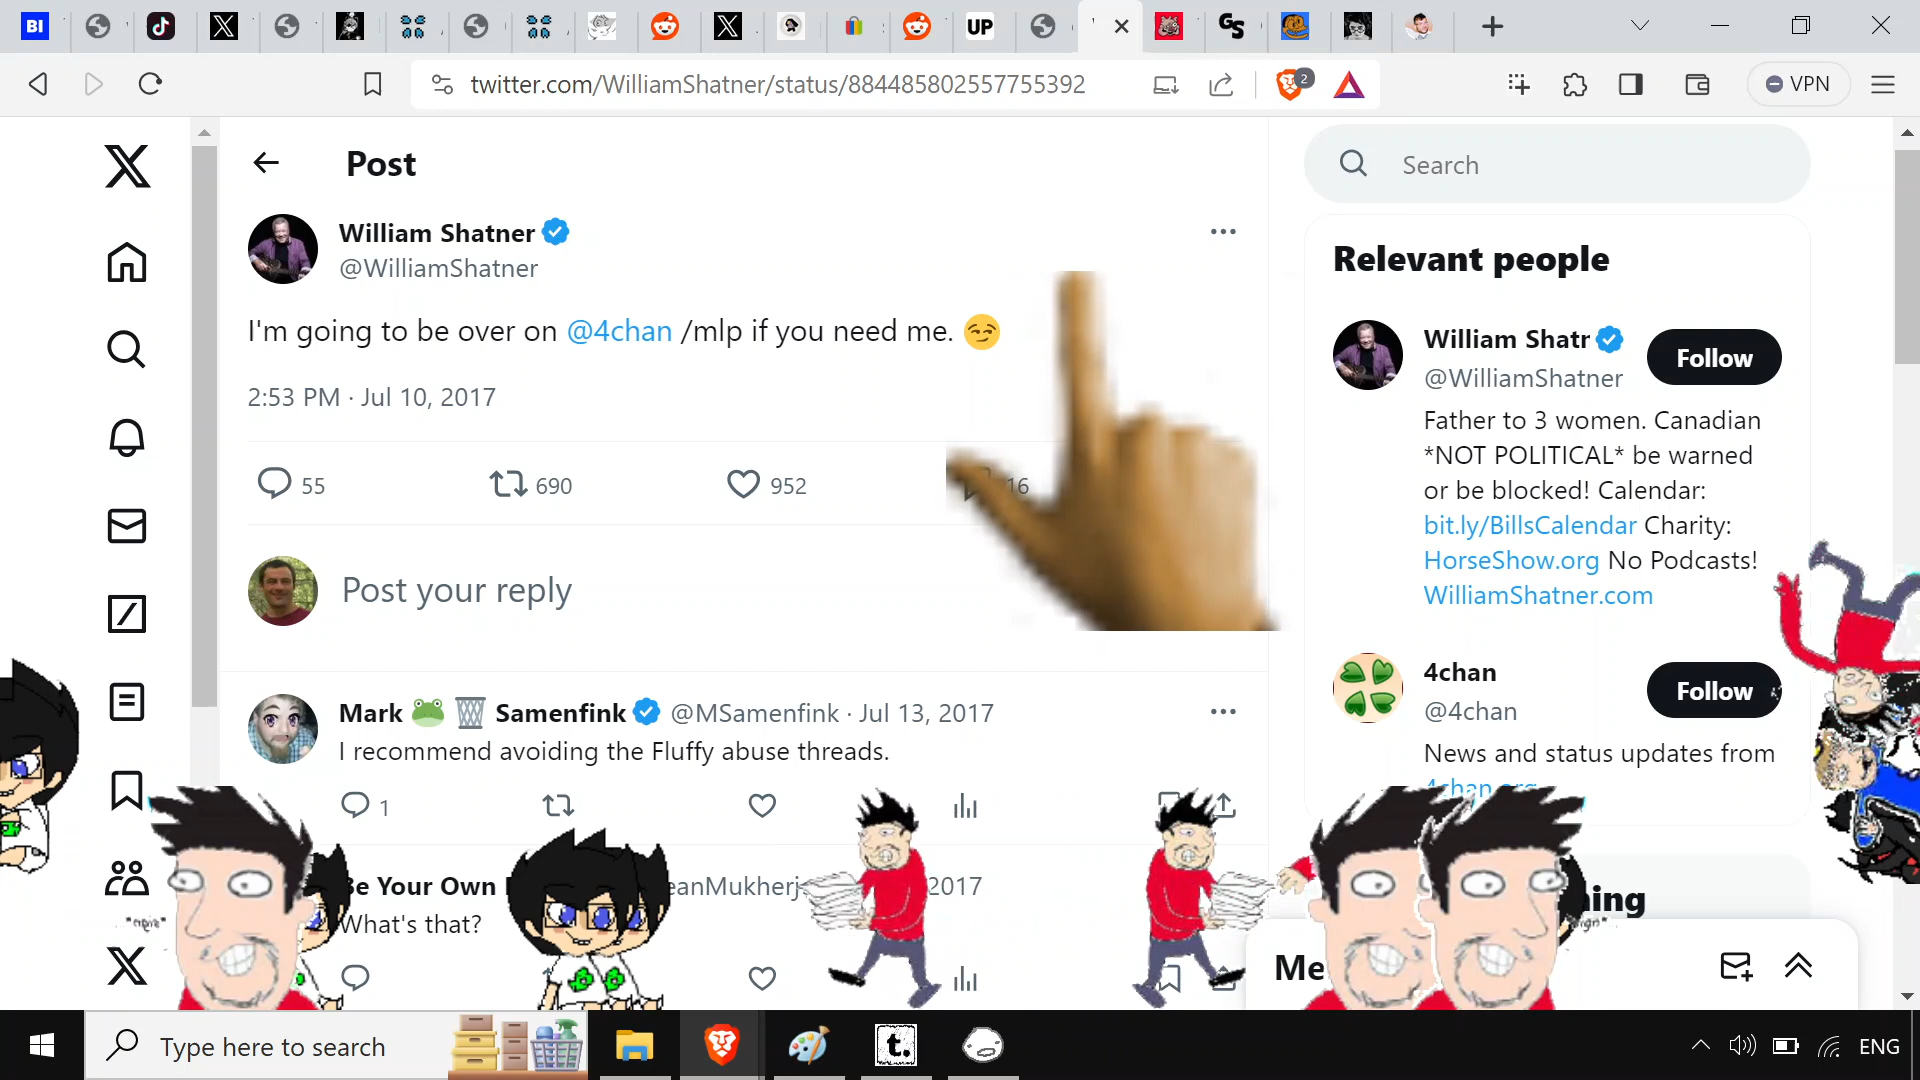 BI
UP
GS
twitter.com/WilliamShatner/status/884485802557755392
2
VPN
Post
Search
William Shatner
@WilliamShatner
I'm going to be over on @4chan /mlp if you need me.
2:53 PM · Jul 10, 2017
55
690
952
16
Post your reply
Mark Samenfink @MSamenfink · Jul 13, 2017
I recommend avoiding the Fluffy abuse threads.
1
Be Your Own
2017
What's that?
Relevant people
William Shatr
Follow
@WilliamShatner
Father to 3 women. Canadian
*NOT POLITICAL* be warned
or be blocked! Calendar:
bit.ly/BillsCalendar Charity:
HorseShow.org No Podcasts!
WilliamShatner.com
4chan
Follow
@4chan
News and status updates from
4chan.org
Type here to search
t.
ENG